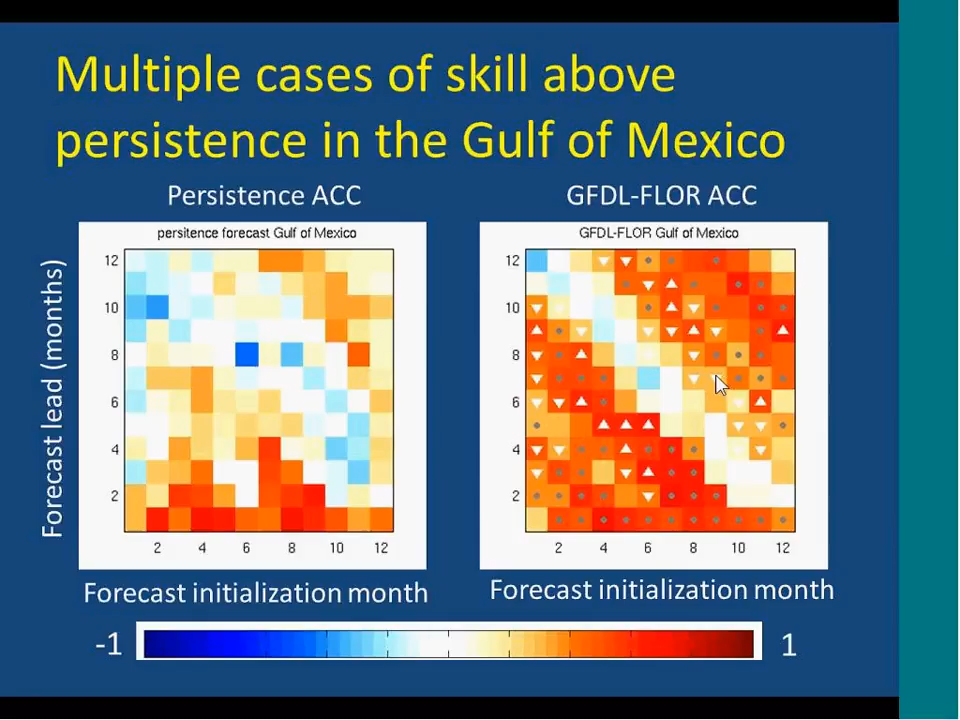 Multiple cases of skill above
persistence in the Gulf of Mexico
Persistence ACC
GFDL-FLOR ACC
persitence forecast Gulf of Mexico
GFDL-FLOR Gulf of Mexico
Forecast lead (months)
12
10
8
6
4
2
2 4 6 8 10 12
12
10
8
6
4
2
2 4 6 8 10 12
Forecast initialization month
Forecast initialization month
-1
1